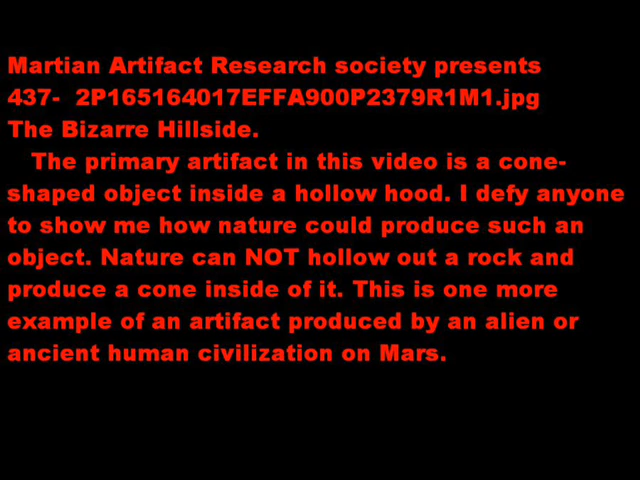 Martian Artifact Research society presents
437-  2P165164017EFFA900P2379R1M1.jpg
The Bizarre Hillside.
The primary artifact in this video is a cone-
shaped object inside a hollow hood. I defy anyone
to show me how nature could produce such an
object. Nature can NOT hollow out a rock and
produce a cone inside of it. This is one more
example of an artifact produced by an alien or
ancient human civilization on Mars.